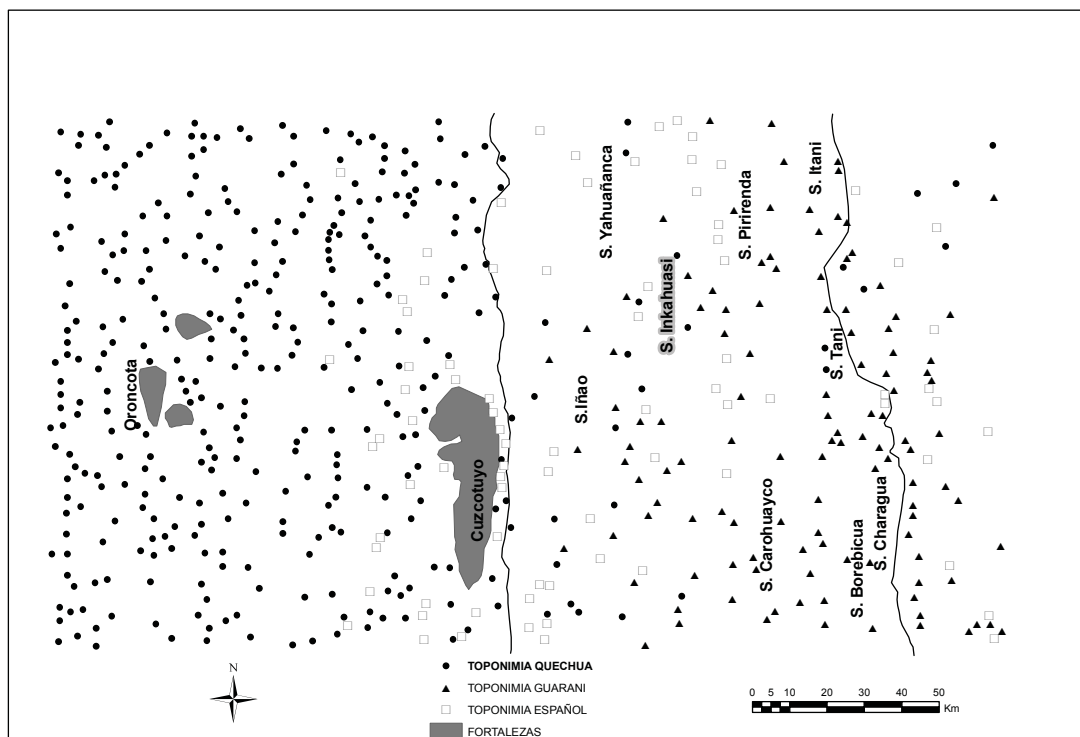 S. Itani
S. Yahuañanca
S. Pirirenda
S. Inkahuasi
S. Tani
Oroncota
S.Iñao
Cuzcotuyo
S. Carohuayco
S. Charagua
S. Borebicua
N
TOPONIMIA QUECHUA
TOPONIMIA GUARANI
TOPONIMIA ESPAÑOL
FORTALEZAS
0 2 5 10 20 30 40 50
Km